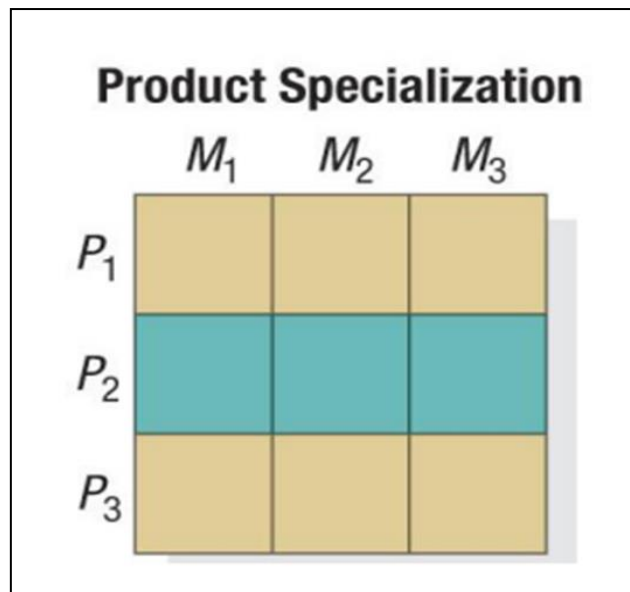 Product Specialization
M₁ M₂ M₃
P₁
P₂
P₃